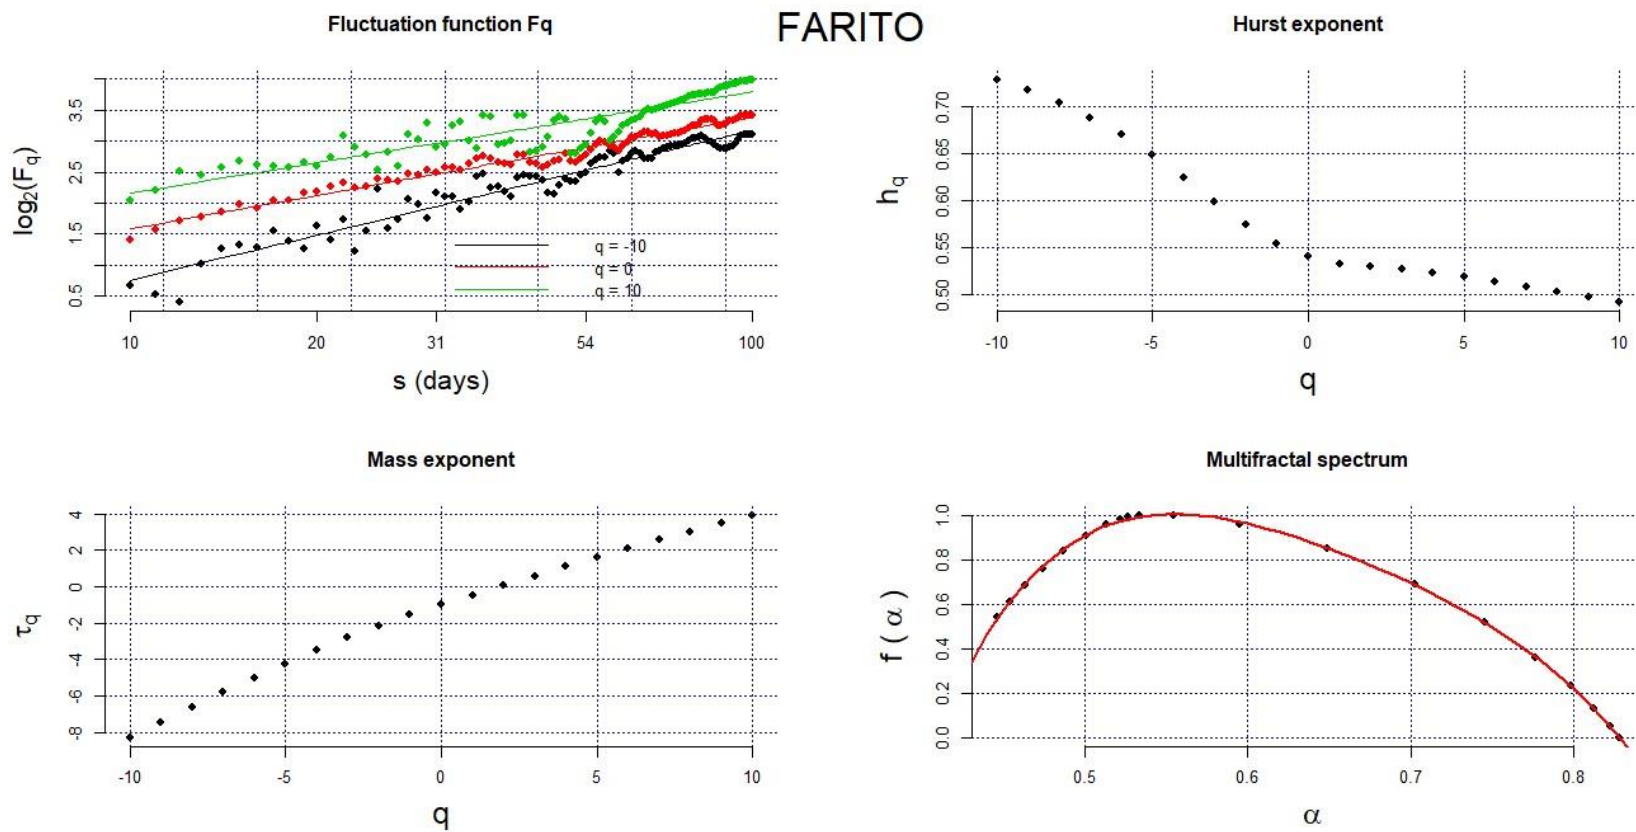 FARITO
Fluctuation function Fq
log₂(Fq)
3.5
2.5
1.5
0.5
q = -10
q = 0
q = 10
10 20 31 54 100
s (days)
Hurst exponent
hq
0.70
0.65
0.60
0.55
0.50
-10 -5 0 5 10
q
Mass exponent
τq
4
2
0
-2
-4
-6
-8
-10 -5 0 5 10
q
Multifractal spectrum
f ( α )
1.0
0.8
0.6
0.4
0.2
0.0
0.5 0.6 0.7 0.8
α